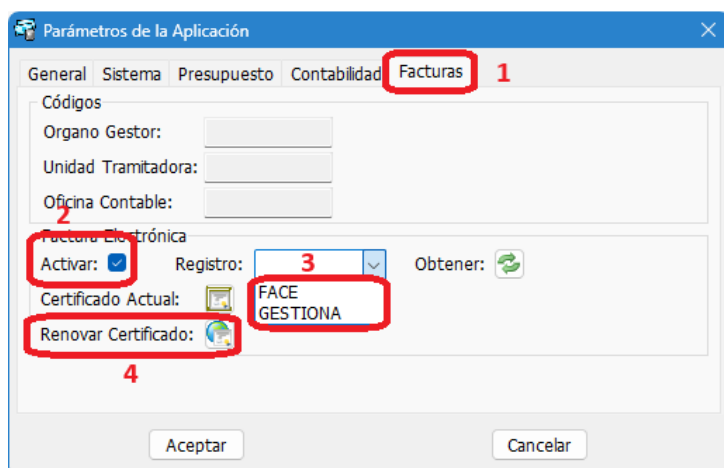 Parámetros de la Aplicación
General Sistema Presupuesto Contabilidad Facturas 1
Códigos
Organo Gestor:
Unidad Tramitadora:
Oficina Contable:
2
Factura Electrónica
Activar: Registro: 3 Obtener:
FACE
Certificado Actual:
GESTIONA
Renovar Certificado:
4
Aceptar Cancelar